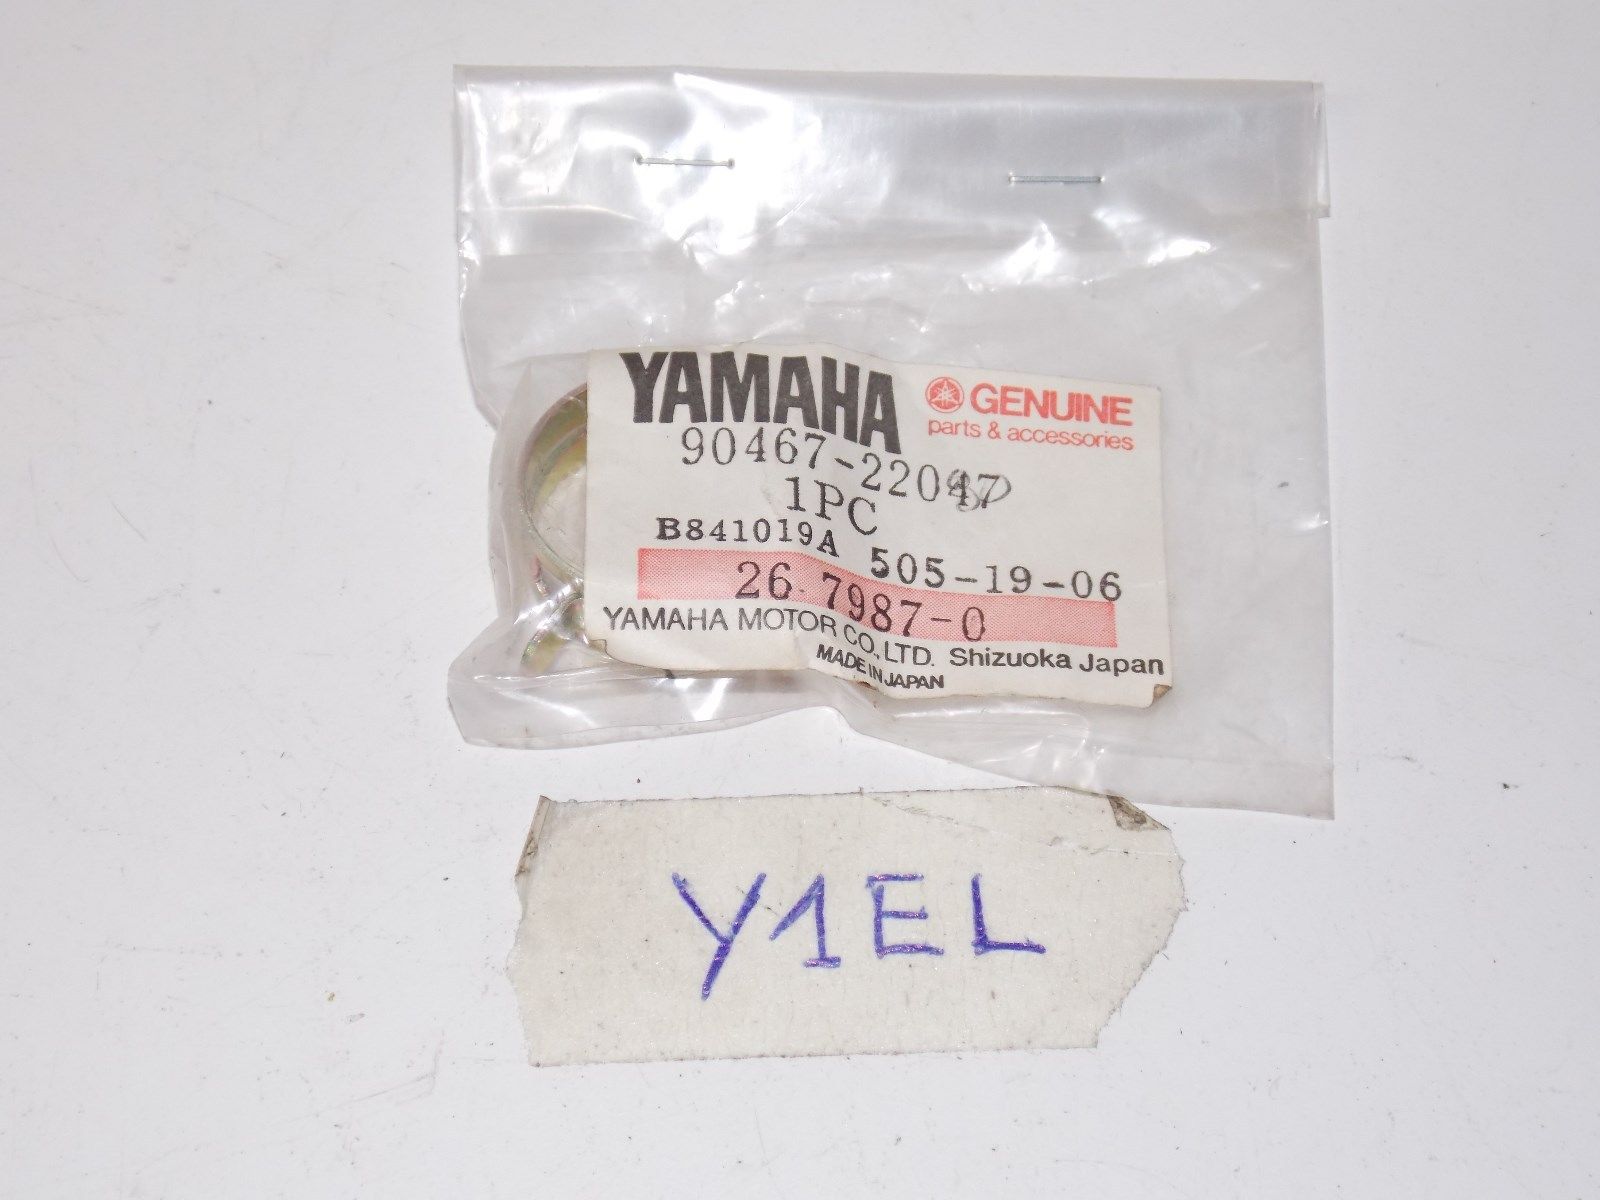 YAMAHA
GENUINE
parts & accessories
90467-22047
1PC
B841019A 505-19-06
26.7987-0
YAMAHA MOTOR CO., LTD. Shizuoka Japan
MADE IN JAPAN
Y1EL